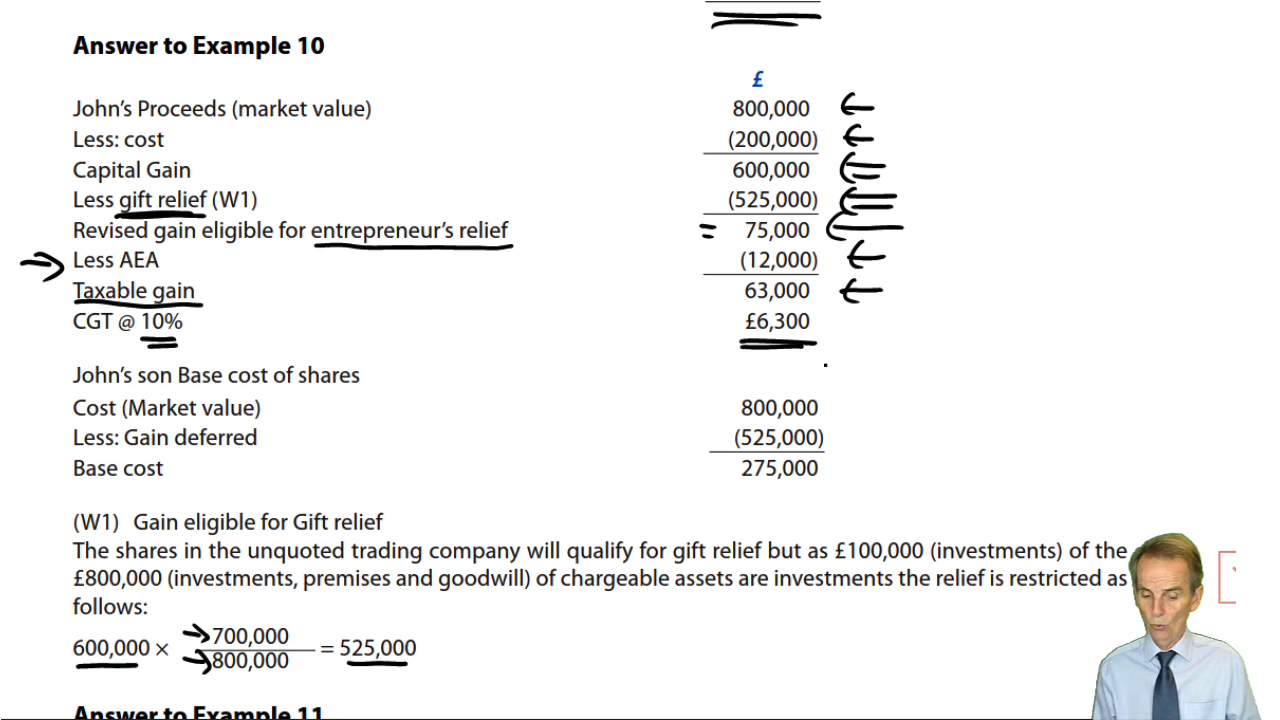 Answer to Example 10
£
John's Proceeds (market value) 800,000
Less: cost (200,000)
Capital Gain 600,000
Less gift relief (W1) (525,000)
Revised gain eligible for entrepreneur's relief = 75,000
Less AEA (12,000)
Taxable gain 63,000
CGT @ 10% £6,300
John's son Base cost of shares
Cost (Market value) 800,000
Less: Gain deferred (525,000)
Base cost 275,000
(W1) Gain eligible for Gift relief
The shares in the unquoted trading company will qualify for gift relief but as £100,000 (investments) of the
£800,000 (investments, premises and goodwill) of chargeable assets are investments the relief is restricted as
follows:
600,000 × 700,000 / 800,000 = 525,000
Answer to Example 11